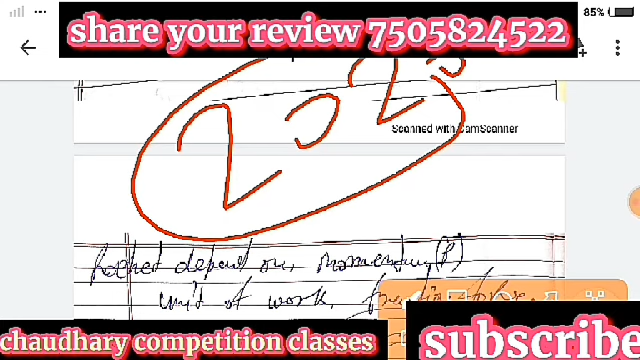 85%
share your review 7505824522
2023
Scanned with CamScanner
Rocket depend on, momentum (P)
unit of work.
chaudhary competition classes
subscribe